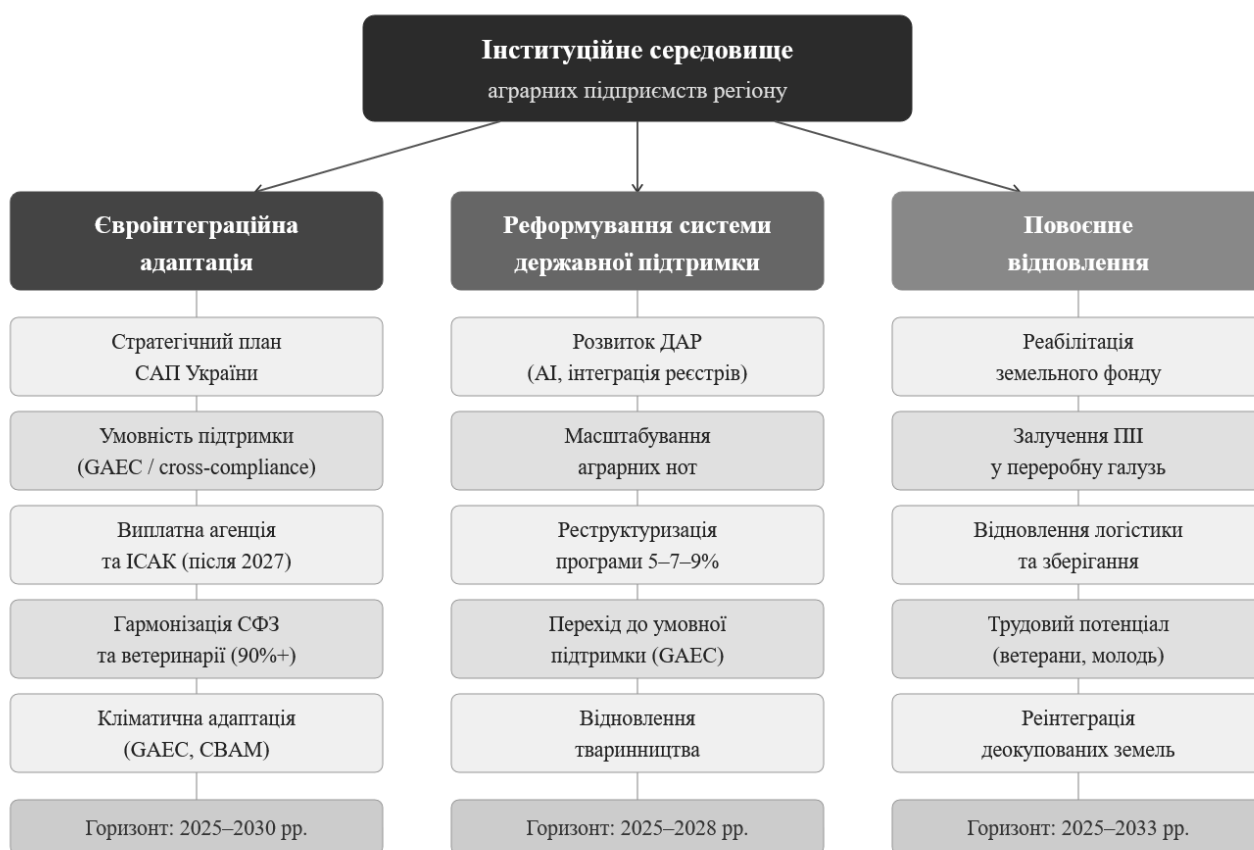 Інституційне середовище
аграрних підприємств регіону
Євроінтеграційна
адаптація
Стратегічний план
САП України
Умовність підтримки
(GAEC / cross-compliance)
Виплатна агенція
та ІСАК (після 2027)
Гармонізація СФЗ
та ветеринарії (90%+)
Кліматична адаптація
(GAEC, CBAM)
Горизонт: 2025–2030 рр.
Реформування системи
державної підтримки
Розвиток ДАР
(AI, інтеграція реєстрів)
Масштабування
аграрних нот
Реструктуризація
програми 5–7–9%
Перехід до умовної
підтримки (GAEC)
Відновлення
тваринництва
Горизонт: 2025–2028 рр.
Повоєнне
відновлення
Реабілітація
земельного фонду
Залучення ПІІ
у переробну галузь
Відновлення логістики
та зберігання
Трудовий потенціал
(ветерани, молодь)
Реінтеграція
деокупованих земель
Горизонт: 2025–2033 рр.